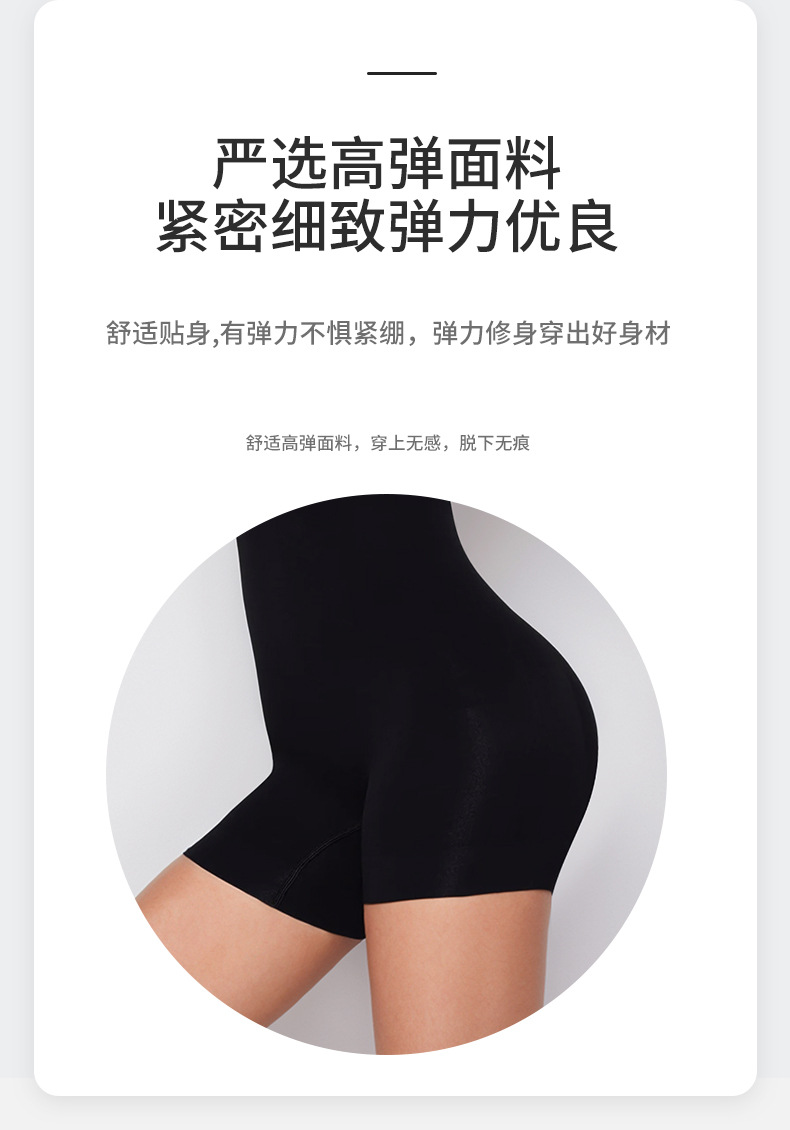 严选高弹面料
紧密细致弹力优良
舒适贴身,有弹力不惧紧绷，弹力修身穿出好身材
舒适高弹面料，穿上无感，脱下无痕